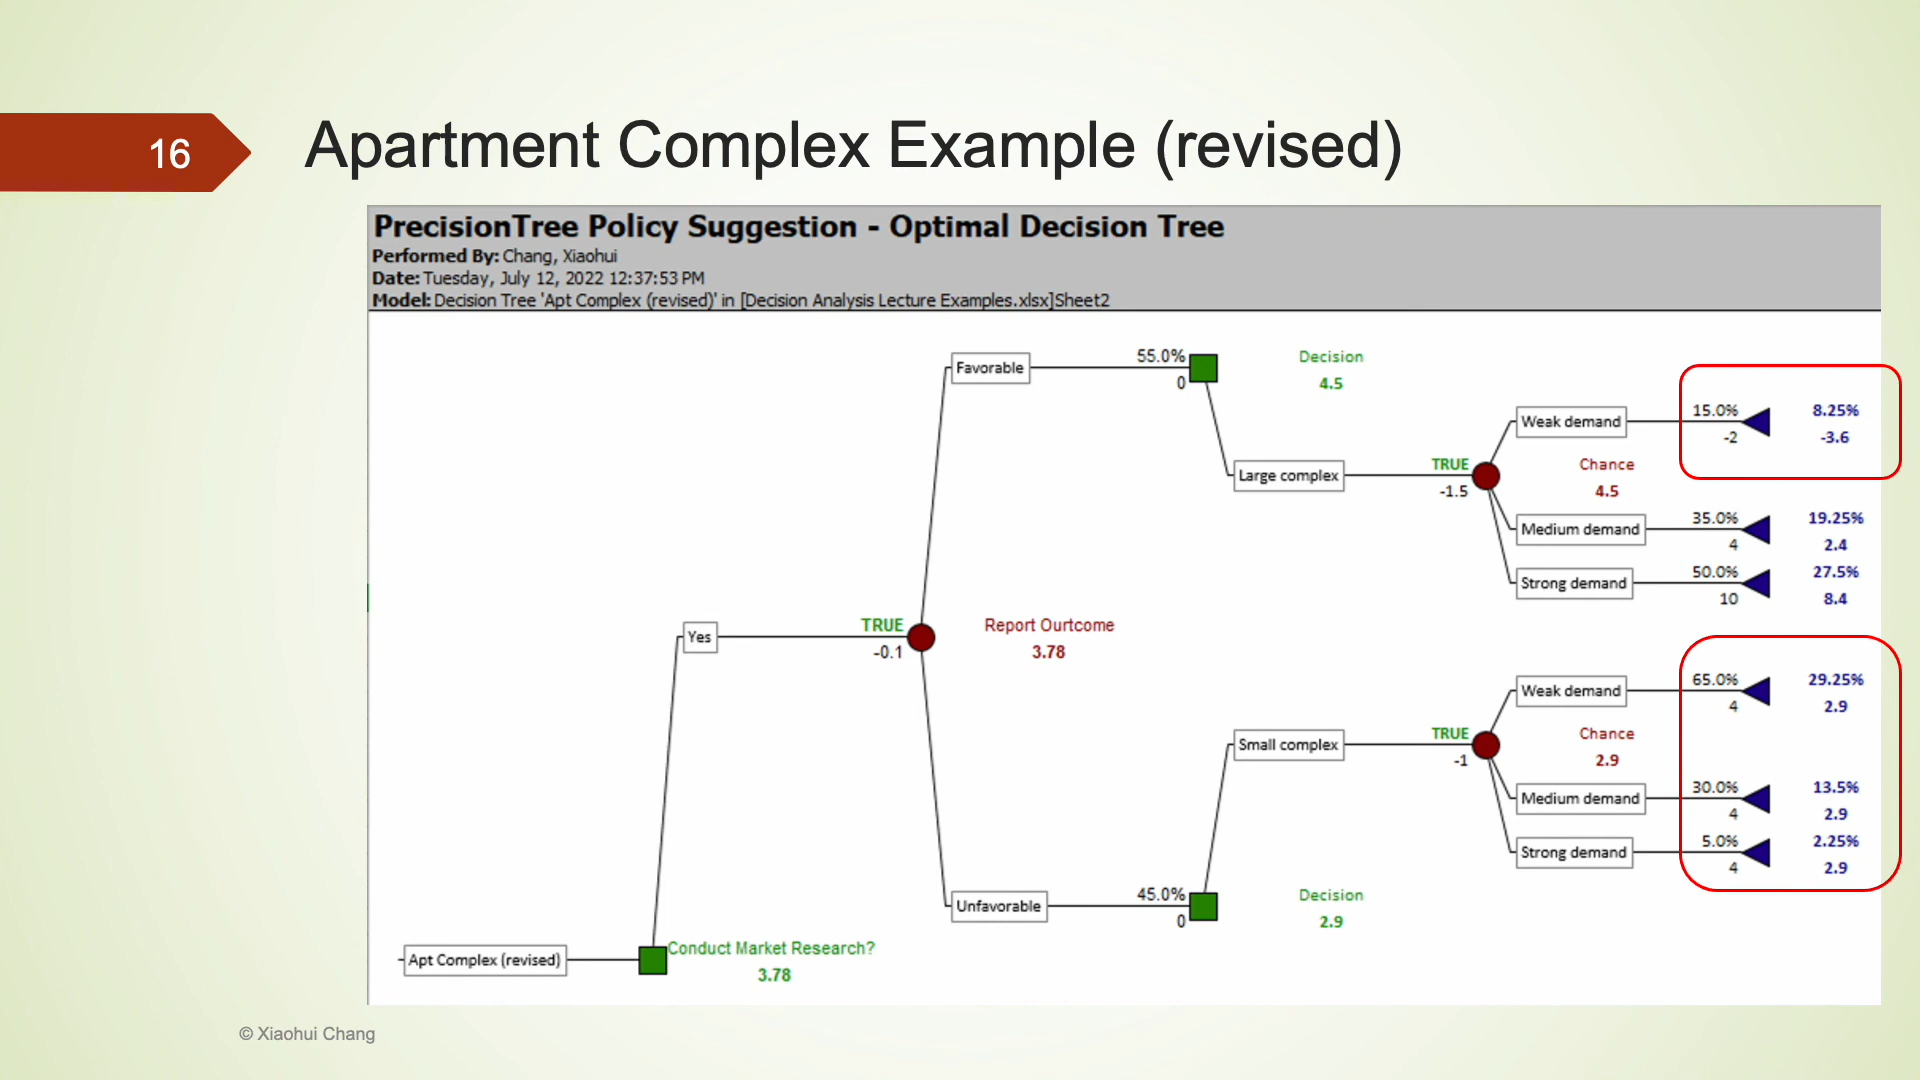 16
Apartment Complex Example (revised)
PrecisionTree Policy Suggestion - Optimal Decision Tree
Performed By: Chang, Xiaohui
Date: Tuesday, July 12, 2022 12:37:53 PM
Model: Decision Tree 'Apt Complex (revised)' in [Decision Analysis Lecture Examples.xlsx]Sheet2
Favorable
55.0%
0
Decision
4.5
Weak demand
15.0%
-2
8.25%
-3.6
Large complex
TRUE
-1.5
Chance
4.5
Medium demand
35.0%
4
19.25%
2.4
Strong demand
50.0%
10
27.5%
8.4
Yes
TRUE
-0.1
Report Ourtcome
3.78
Weak demand
65.0%
4
29.25%
2.9
Small complex
TRUE
-1
Chance
2.9
Medium demand
30.0%
4
13.5%
2.9
Strong demand
5.0%
4
2.25%
2.9
Unfavorable
45.0%
0
Decision
2.9
Apt Complex (revised)
Conduct Market Research?
3.78
© Xiaohui Chang